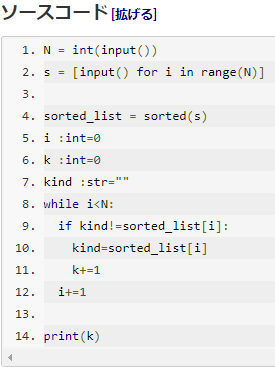 ソースコード [拡げる]
1. N = int(input())
2. s = [input() for i in range(N)]
3.
4. sorted_list = sorted(s)
5. i :int=0
6. k :int=0
7. kind :str=""
8. while i<N:
9.   if kind!=sorted_list[i]:
10.     kind=sorted_list[i]
11.     k+=1
12.   i+=1
13.
14. print(k)